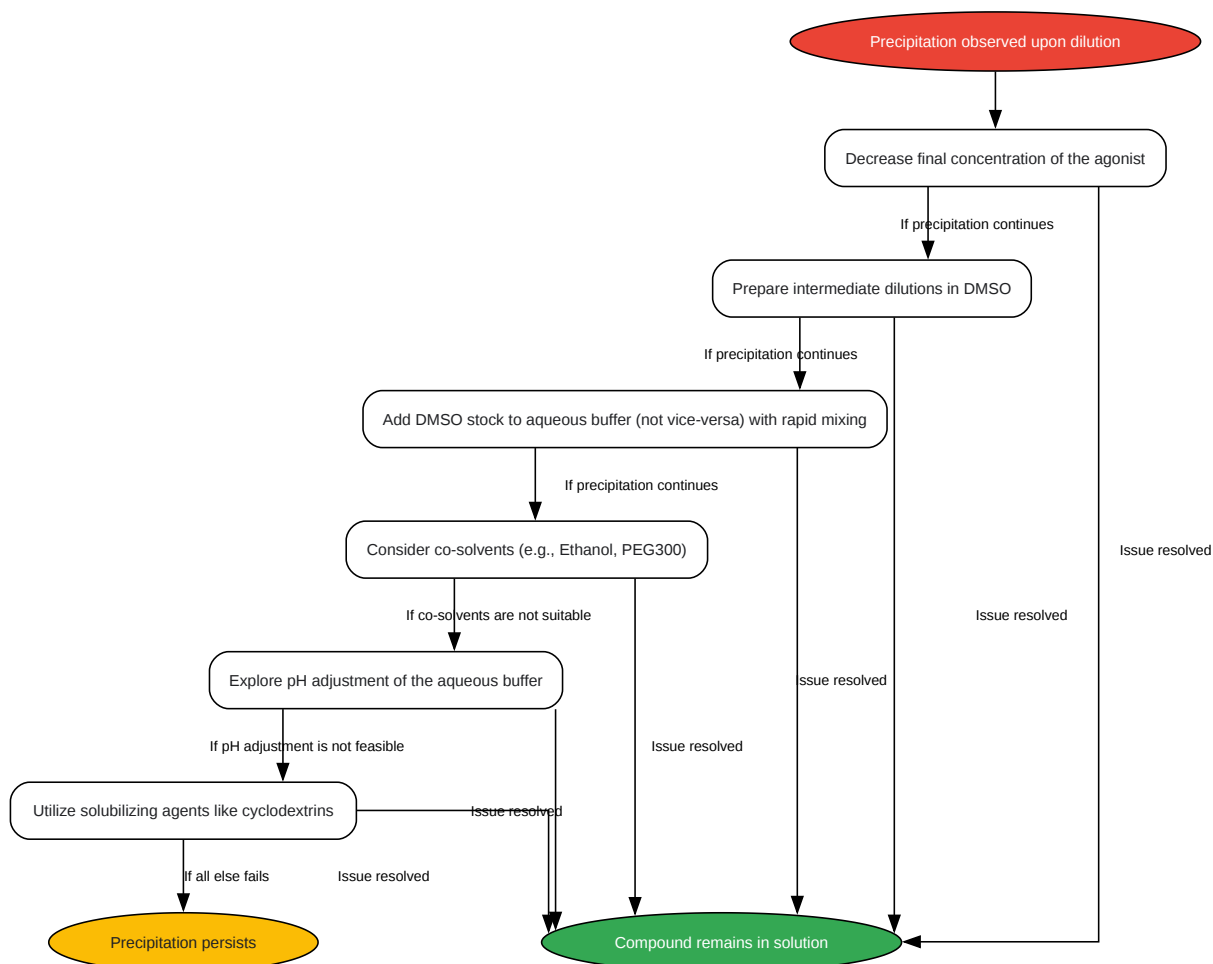 Precipitation observed upon dilution
Decrease final concentration of the agonist
If precipitation continues
Prepare intermediate dilutions in DMSO
If precipitation continues
Add DMSO stock to aqueous buffer (not vice-versa) with rapid mixing
If precipitation continues
Consider co-solvents (e.g., Ethanol, PEG300)
Issue resolved
If co-solvents are not suitable
Issue resolved
Explore pH adjustment of the aqueous buffer
Issue resolved
If pH adjustment is not feasible
Issue resolved
Utilize solubilizing agents like cyclodextrins
Issue resolved
If all else fails
Issue resolved
Precipitation persists
Compound remains in solution